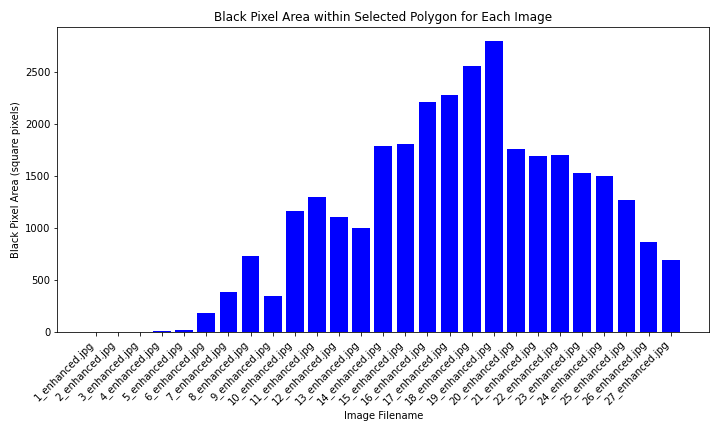 Black Pixel Area within Selected Polygon for Each Image
Black Pixel Area (square pixels)
2500
2000
1500
1000
500
0
1_enhanced.jpg
2_enhanced.jpg
3_enhanced.jpg
4_enhanced.jpg
5_enhanced.jpg
6_enhanced.jpg
7_enhanced.jpg
8_enhanced.jpg
9_enhanced.jpg
10_enhanced.jpg
11_enhanced.jpg
12_enhanced.jpg
13_enhanced.jpg
14_enhanced.jpg
15_enhanced.jpg
16_enhanced.jpg
17_enhanced.jpg
18_enhanced.jpg
19_enhanced.jpg
20_enhanced.jpg
21_enhanced.jpg
22_enhanced.jpg
23_enhanced.jpg
24_enhanced.jpg
25_enhanced.jpg
26_enhanced.jpg
27_enhanced.jpg
Image Filename